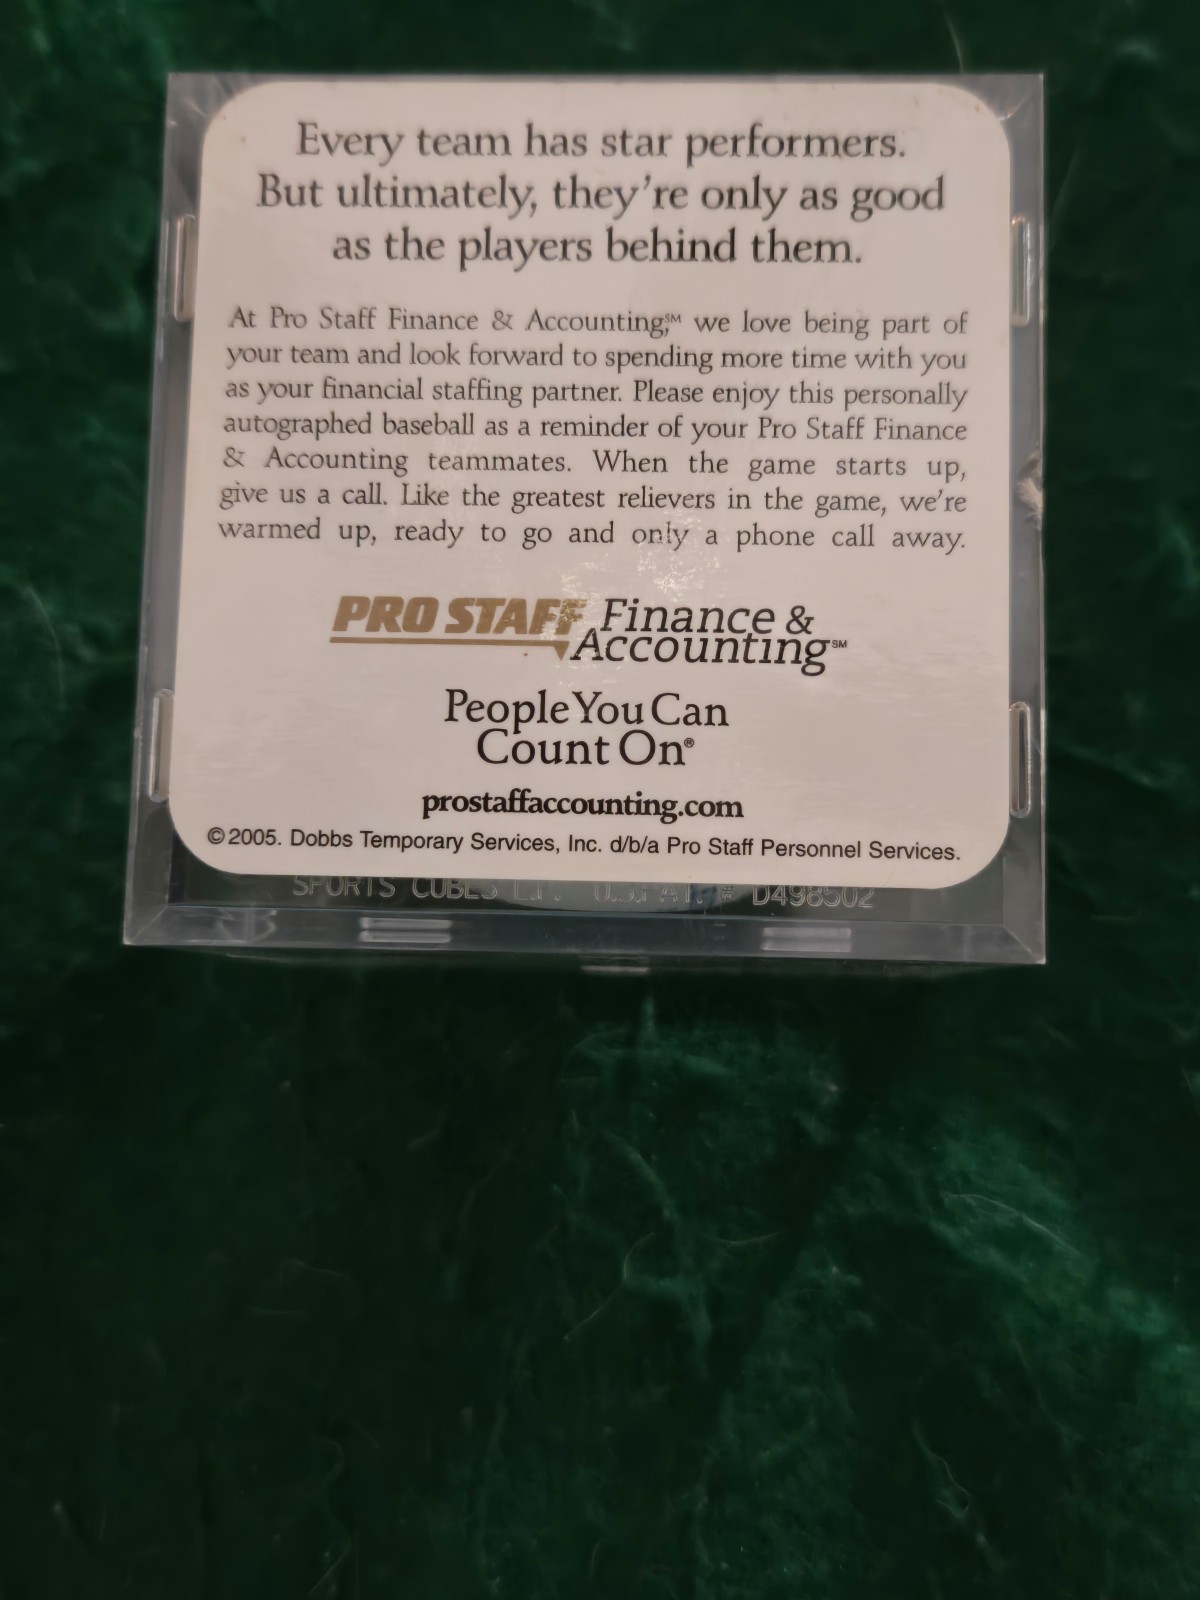 Every team has star performers.
But ultimately, they're only as good
as the players behind them.
At Pro Staff Finance & Accounting,℠ we love being part of
your team and look forward to spending more time with you
as your financial staffing partner. Please enjoy this personally
autographed baseball as a reminder of your Pro Staff Finance
& Accounting teammates. When the game starts up,
give us a call. Like the greatest relievers in the game, we're
warmed up, ready to go and only a phone call away.
PRO STAFF Finance &
Accounting℠
People You Can
Count On®
prostaffaccounting.com
©2005. Dobbs Temporary Services, Inc. d/b/a Pro Staff Personnel Services.
SPORTS CUBES U.S. PAT. # D498502